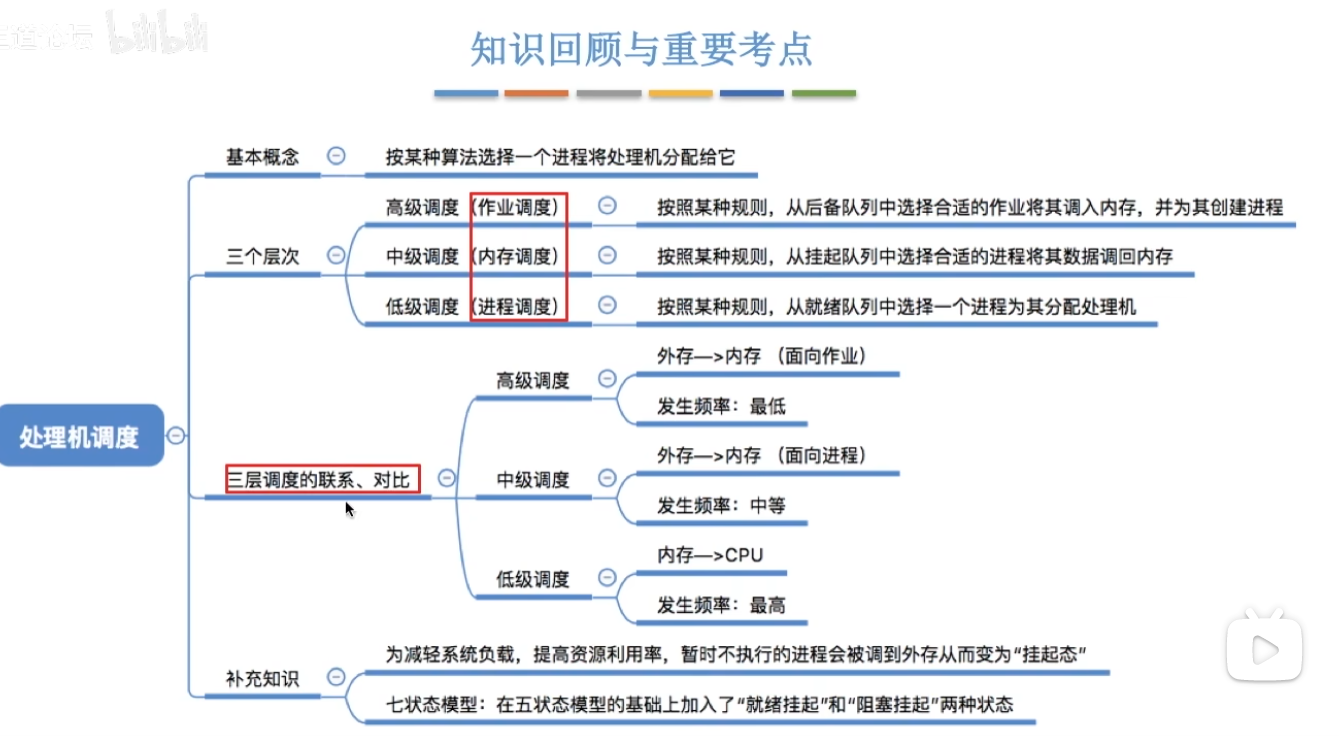 bilibili
知识回顾与重要考点
基本概念
按某种算法选择一个进程将处理机分配给它
三个层次
高级调度（作业调度）
按照某种规则，从后备队列中选择合适的作业将其调入内存，并为其创建进程
中级调度（内存调度）
按照某种规则，从挂起队列中选择合适的进程将其数据调回内存
低级调度（进程调度）
按照某种规则，从就绪队列中选择一个进程为其分配处理机
处理机调度
三层调度的联系、对比
高级调度
外存—>内存 （面向作业）
发生频率：最低
中级调度
外存—>内存 （面向进程）
发生频率：中等
低级调度
内存—>CPU
发生频率：最高
补充知识
为减轻系统负载，提高资源利用率，暂时不执行的进程会被调到外存从而变为“挂起态”
七状态模型：在五状态模型的基础上加入了“就绪挂起”和“阻塞挂起”两种状态